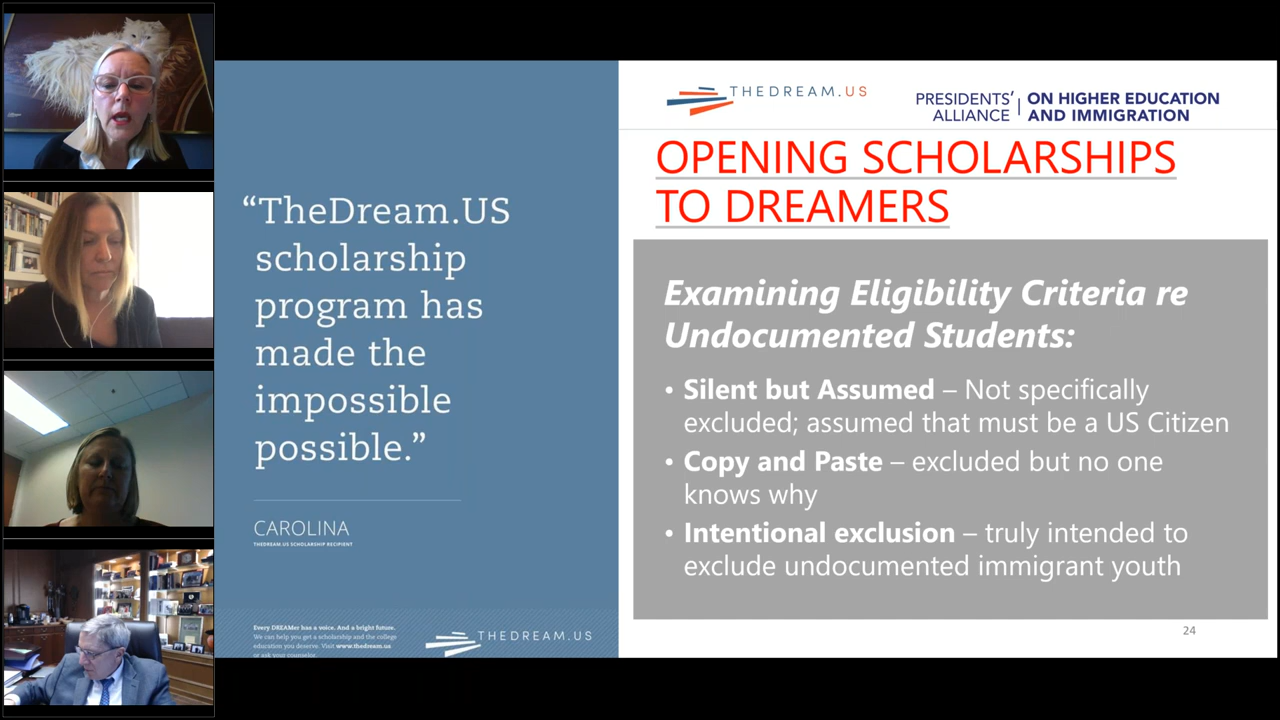 “TheDream.US
scholarship
program has
made the
impossible
possible.”
CAROLINA
THEDREAM.US SCHOLARSHIP RECIPIENT
Every DREAMer has a voice. And a bright future.
We can help you get a scholarship and the college
education you deserve. Visit www.thedream.us
or ask your counselor.
THEDREAM.US
THEDREAM.US
PRESIDENTS’ ALLIANCE
ON HIGHER EDUCATION
AND IMMIGRATION
OPENING SCHOLARSHIPS
TO DREAMERS
Examining Eligibility Criteria re
Undocumented Students:
• Silent but Assumed – Not specifically
excluded; assumed that must be a US Citizen
• Copy and Paste – excluded but no one
knows why
• Intentional exclusion – truly intended to
exclude undocumented immigrant youth
24